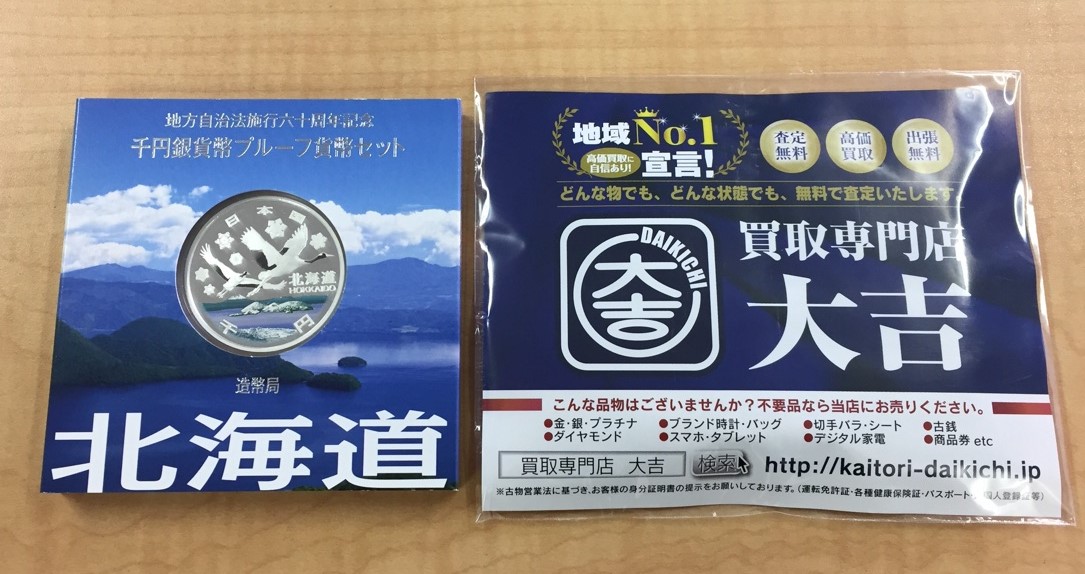 地方自治法施行六十周年記念
千円銀貨幣プルーフ貨幣セット
日本国
北海道
HOKKAIDO
千円
造幣局
北海道
地域No.1
高価買取に
自信あり!
宣言!
査定
無料
高価
買取
出張
無料
どんな物でも、どんな状態でも、無料で査定いたします。
DAIKICHI
大吉
買取専門店
大吉
こんな品物はございませんか?不要品なら当店にお売りください。
●金・銀・プラチナ ●ブランド時計・バッグ ●切手バラ・シート ●古銭
●ダイヤモンド ●スマホ・タブレット ●デジタル家電 ●商品券 etc
買取専門店 大吉 検索 http://kaitori-daikichi.jp
※古物営業法に基づき、お客様の身分証明書の提示をお願いしております。(運転免許証・各種健康保険証・パスポート・個人登録証等)